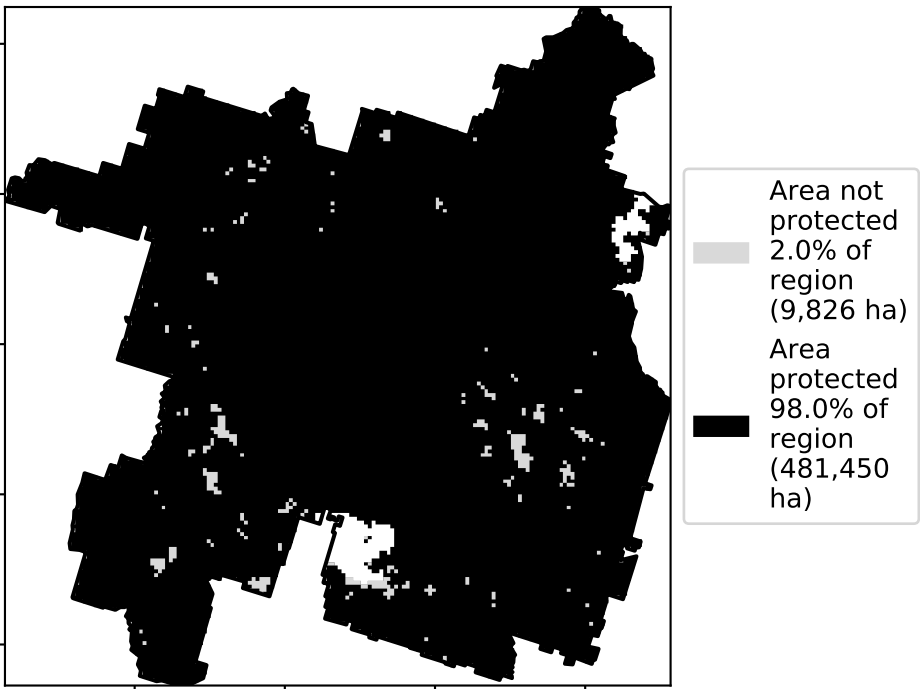 Area not
protected
2.0% of
region
(9,826 ha)
Area
protected
98.0% of
region
(481,450
ha)